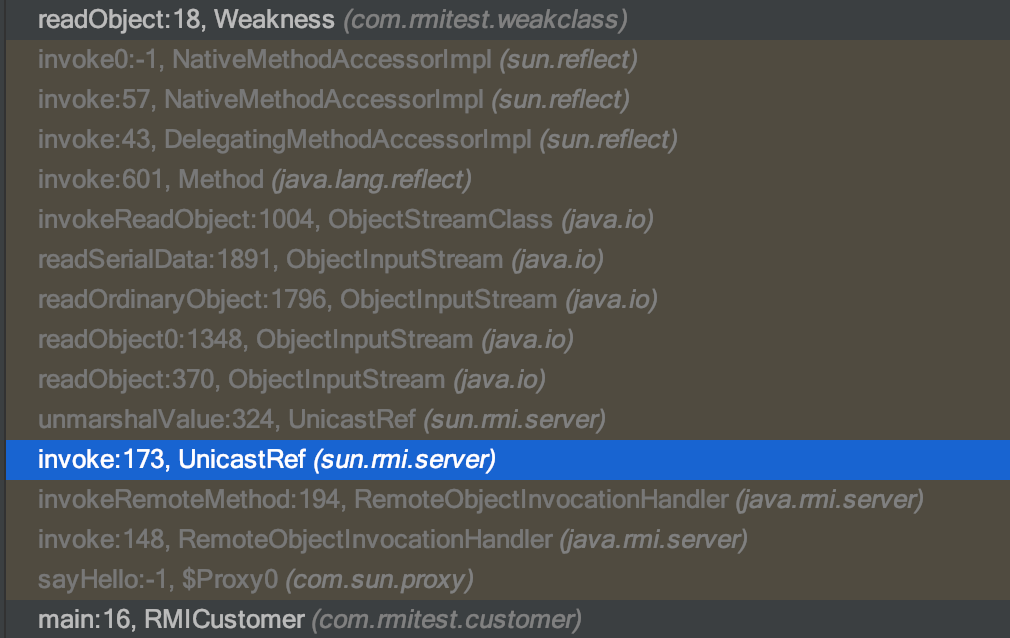 readObject:18, Weakness (com.rmitest.weakclass)
invoke0:-1, NativeMethodAccessorImpl (sun.reflect)
invoke:57, NativeMethodAccessorImpl (sun.reflect)
invoke:43, DelegatingMethodAccessorImpl (sun.reflect)
invoke:601, Method (java.lang.reflect)
invokeReadObject:1004, ObjectStreamClass (java.io)
readSerialData:1891, ObjectInputStream (java.io)
readOrdinaryObject:1796, ObjectInputStream (java.io)
readObject0:1348, ObjectInputStream (java.io)
readObject:370, ObjectInputStream (java.io)
unmarshalValue:324, UnicastRef (sun.rmi.server)
invoke:173, UnicastRef (sun.rmi.server)
invokeRemoteMethod:194, RemoteObjectInvocationHandler (java.rmi.server)
invoke:148, RemoteObjectInvocationHandler (java.rmi.server)
sayHello:-1, $Proxy0 (com.sun.proxy)
main:16, RMICustomer (com.rmitest.customer)